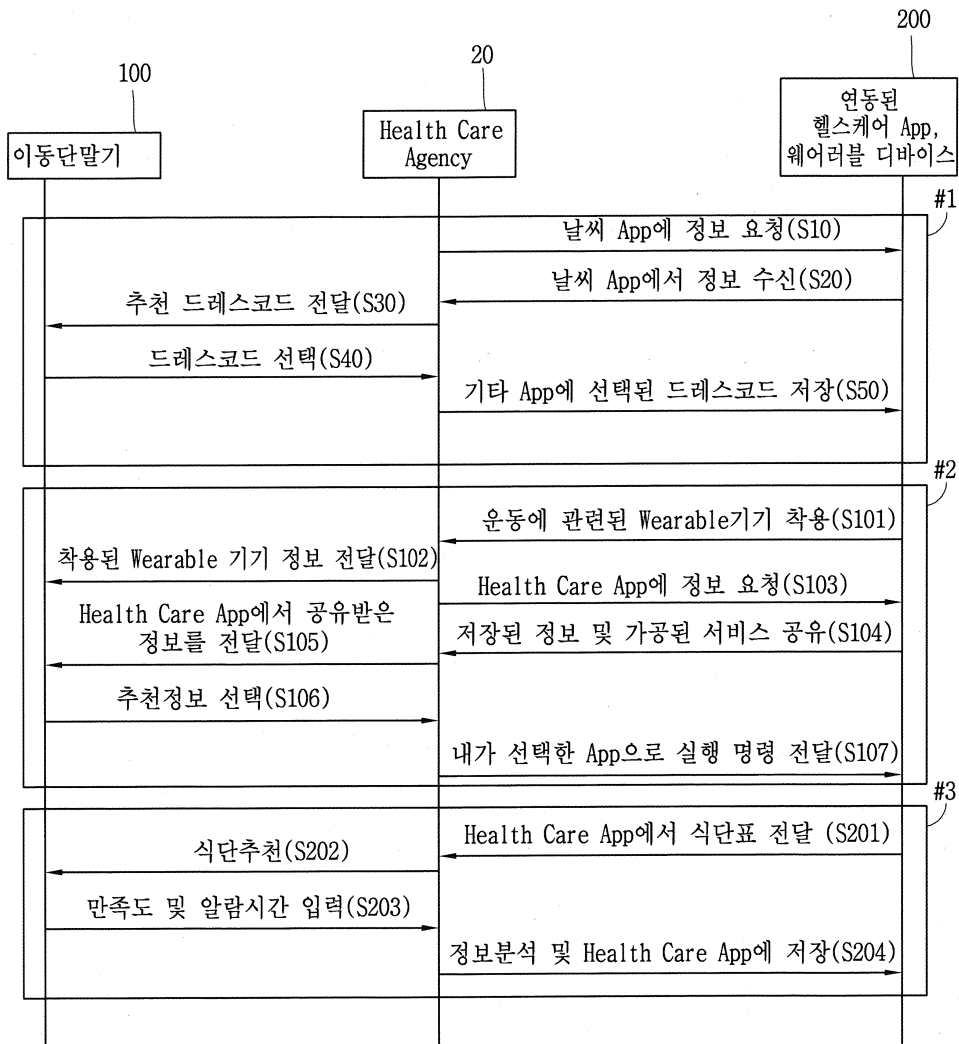 200
100
20
연동된
헬스케어 App,
웨어러블 디바이스
Health Care
Agency
이동단말기
#1
날씨 App에 정보 요청(S10)
날씨 App에서 정보 수신(S20)
추천 드레스코드 전달(S30)
드레스코드 선택(S40)
기타 App에 선택된 드레스코드 저장(S50)
#2
운동에 관련된 Wearable기기 착용(S101)
착용된 Wearable 기기 정보 전달(S102)
Health Care App에 정보 요청(S103)
Health Care App에서 공유받은
정보를 전달(S105)
저장된 정보 및 가공된 서비스 공유(S104)
추천정보 선택(S106)
내가 선택한 App으로 실행 명령 전달(S107)
#3
Health Care App에서 식단표 전달 (S201)
식단추천(S202)
만족도 및 알람시간 입력(S203)
정보분석 및 Health Care App에 저장(S204)